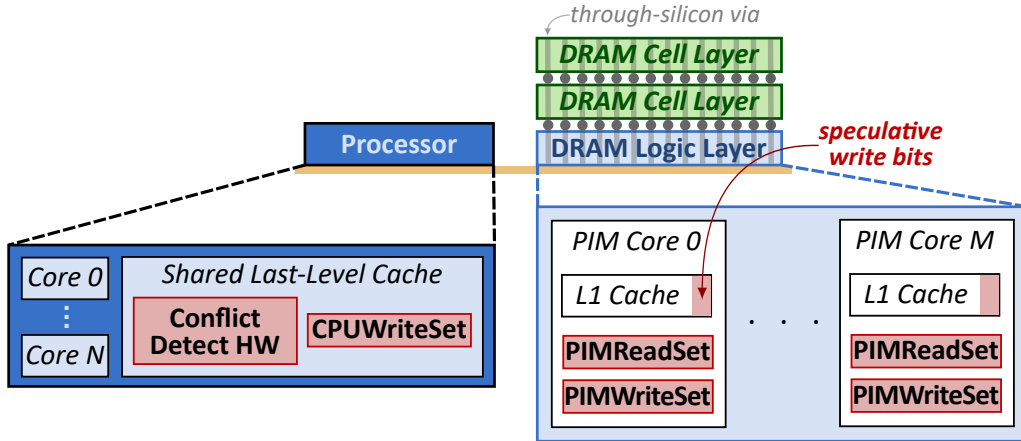 through-silicon via
DRAM Cell Layer
DRAM Cell Layer
Processor
DRAM Logic Layer
speculative
write bits
Core 0
Core N
Shared Last-Level Cache
Conflict
Detect HW
CPUWriteSet
PIM Core 0
L1 Cache
PIMReadSet
PIMWriteSet
. . .
PIM Core M
L1 Cache
PIMReadSet
PIMWriteSet